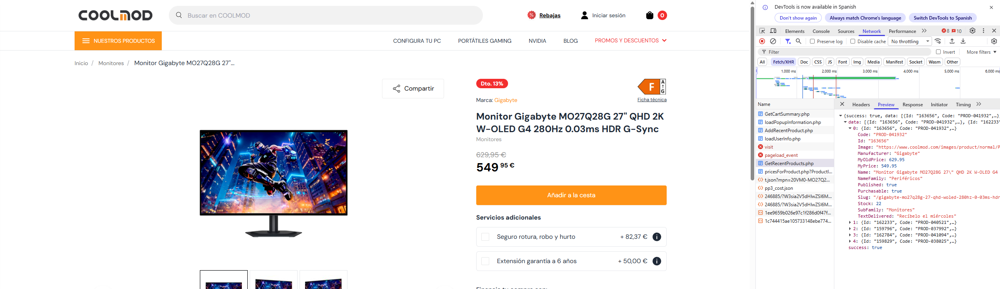 COOLMOD
Buscar en COOLMOD
Rebajas
Iniciar sesión
0
NUESTROS PRODUCTOS
CONFIGURA TU PC
PORTÁTILES GAMING
NVIDIA
BLOG
PROMOS Y DESCUENTOS
Inicio / Monitores / Monitor Gigabyte MO27Q28G 27"...
Compartir
Dto. 13%
F
A
G
Ficha técnica
Marca: Gigabyte
Monitor Gigabyte MO27Q28G 27" QHD 2K
W-OLED G4 280Hz 0.03ms HDR G-Sync
Monitores
629,95 €
549 95 €
Añadir a la cesta
Servicios adicionales
Seguro rotura, robo y hurto + 82,37 €
Extensión garantía a 6 años + 50,00 €
DevTools is now available in Spanish
Don't show again
Always match Chrome's language
Switch DevTools to Spanish
Elements
Console
Sources
Network
Performance
8
10
Preserve log
Disable cache
No throttling
Filter
Invert
More filters
All
Fetch/XHR
Doc
CSS
JS
Font
Img
Media
Manifest
Socket
Wasm
Other
1,000 ms
2,000 ms
3,000 ms
4,000 ms
5,000 ms
6,000 m
Name
GetCartSummary.php
loadPopupInformation.php
AddRecentProduct.php
loadUserInfo.php
visit
pageload_event
GetRecentProducts.php
pricesForProduct.php?ProductI...
t.json?mpn=20VM0-MO27Q2...
pp3_cost.json
246885/?W3sia2V5dHlwZSI6M...
246885/?W3sia2V5dHlwZSI6M...
1ee9659b026e97c1f286d0f47f...
1c744415ae105733148ebe774...
Headers
Preview
Response
Initiator
Timing
{success: true, data: [{Id: "163656", Code: "PROD-041932",…}
data: [{Id: "163656", Code: "PROD-041932",…}, {Id: "162233"
0: {Id: "163656", Code: "PROD-041932",…}
Code: "PROD-041932"
Id: "163656"
Image: "https://www.coolmod.com/images/product/normal/P
Manufacturer: "Gigabyte"
MyOldPrice: 629.95
MyPrice: 549.95
Name: "Monitor Gigabyte MO27Q28G 27\" QHD 2K W-OLED G4
NameFamily: "Periféricos"
Published: true
Purchasable: true
Slug: "/gigabyte-mo27q28g-27-qhd-woled-280hz-0-03ms-hdr
Stock: 22
SubFamily: "Monitores"
TextDelivered: "Recíbelo el miércoles"
1: {Id: "162233", Code: "PROD-040521",…}
2: {Id: "159796", Code: "PROD-037992",…}
3: {Id: "162784", Code: "PROD-041094",…}
4: {Id: "159829", Code: "PROD-038025",…}
success: true